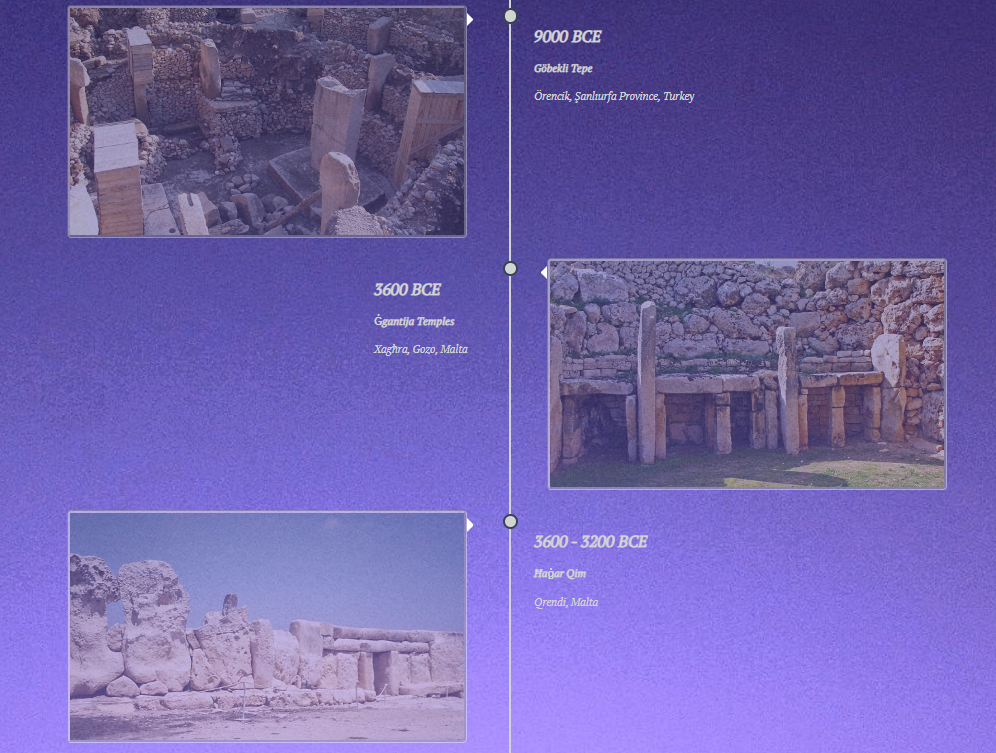 9000 BCE
Göbekli Tepe
Örencik, Şanlıurfa Province, Turkey
3600 BCE
Ġgantija Temples
Xagħra, Gozo, Malta
3600 - 3200 BCE
Ħaġar Qim
Qrendi, Malta